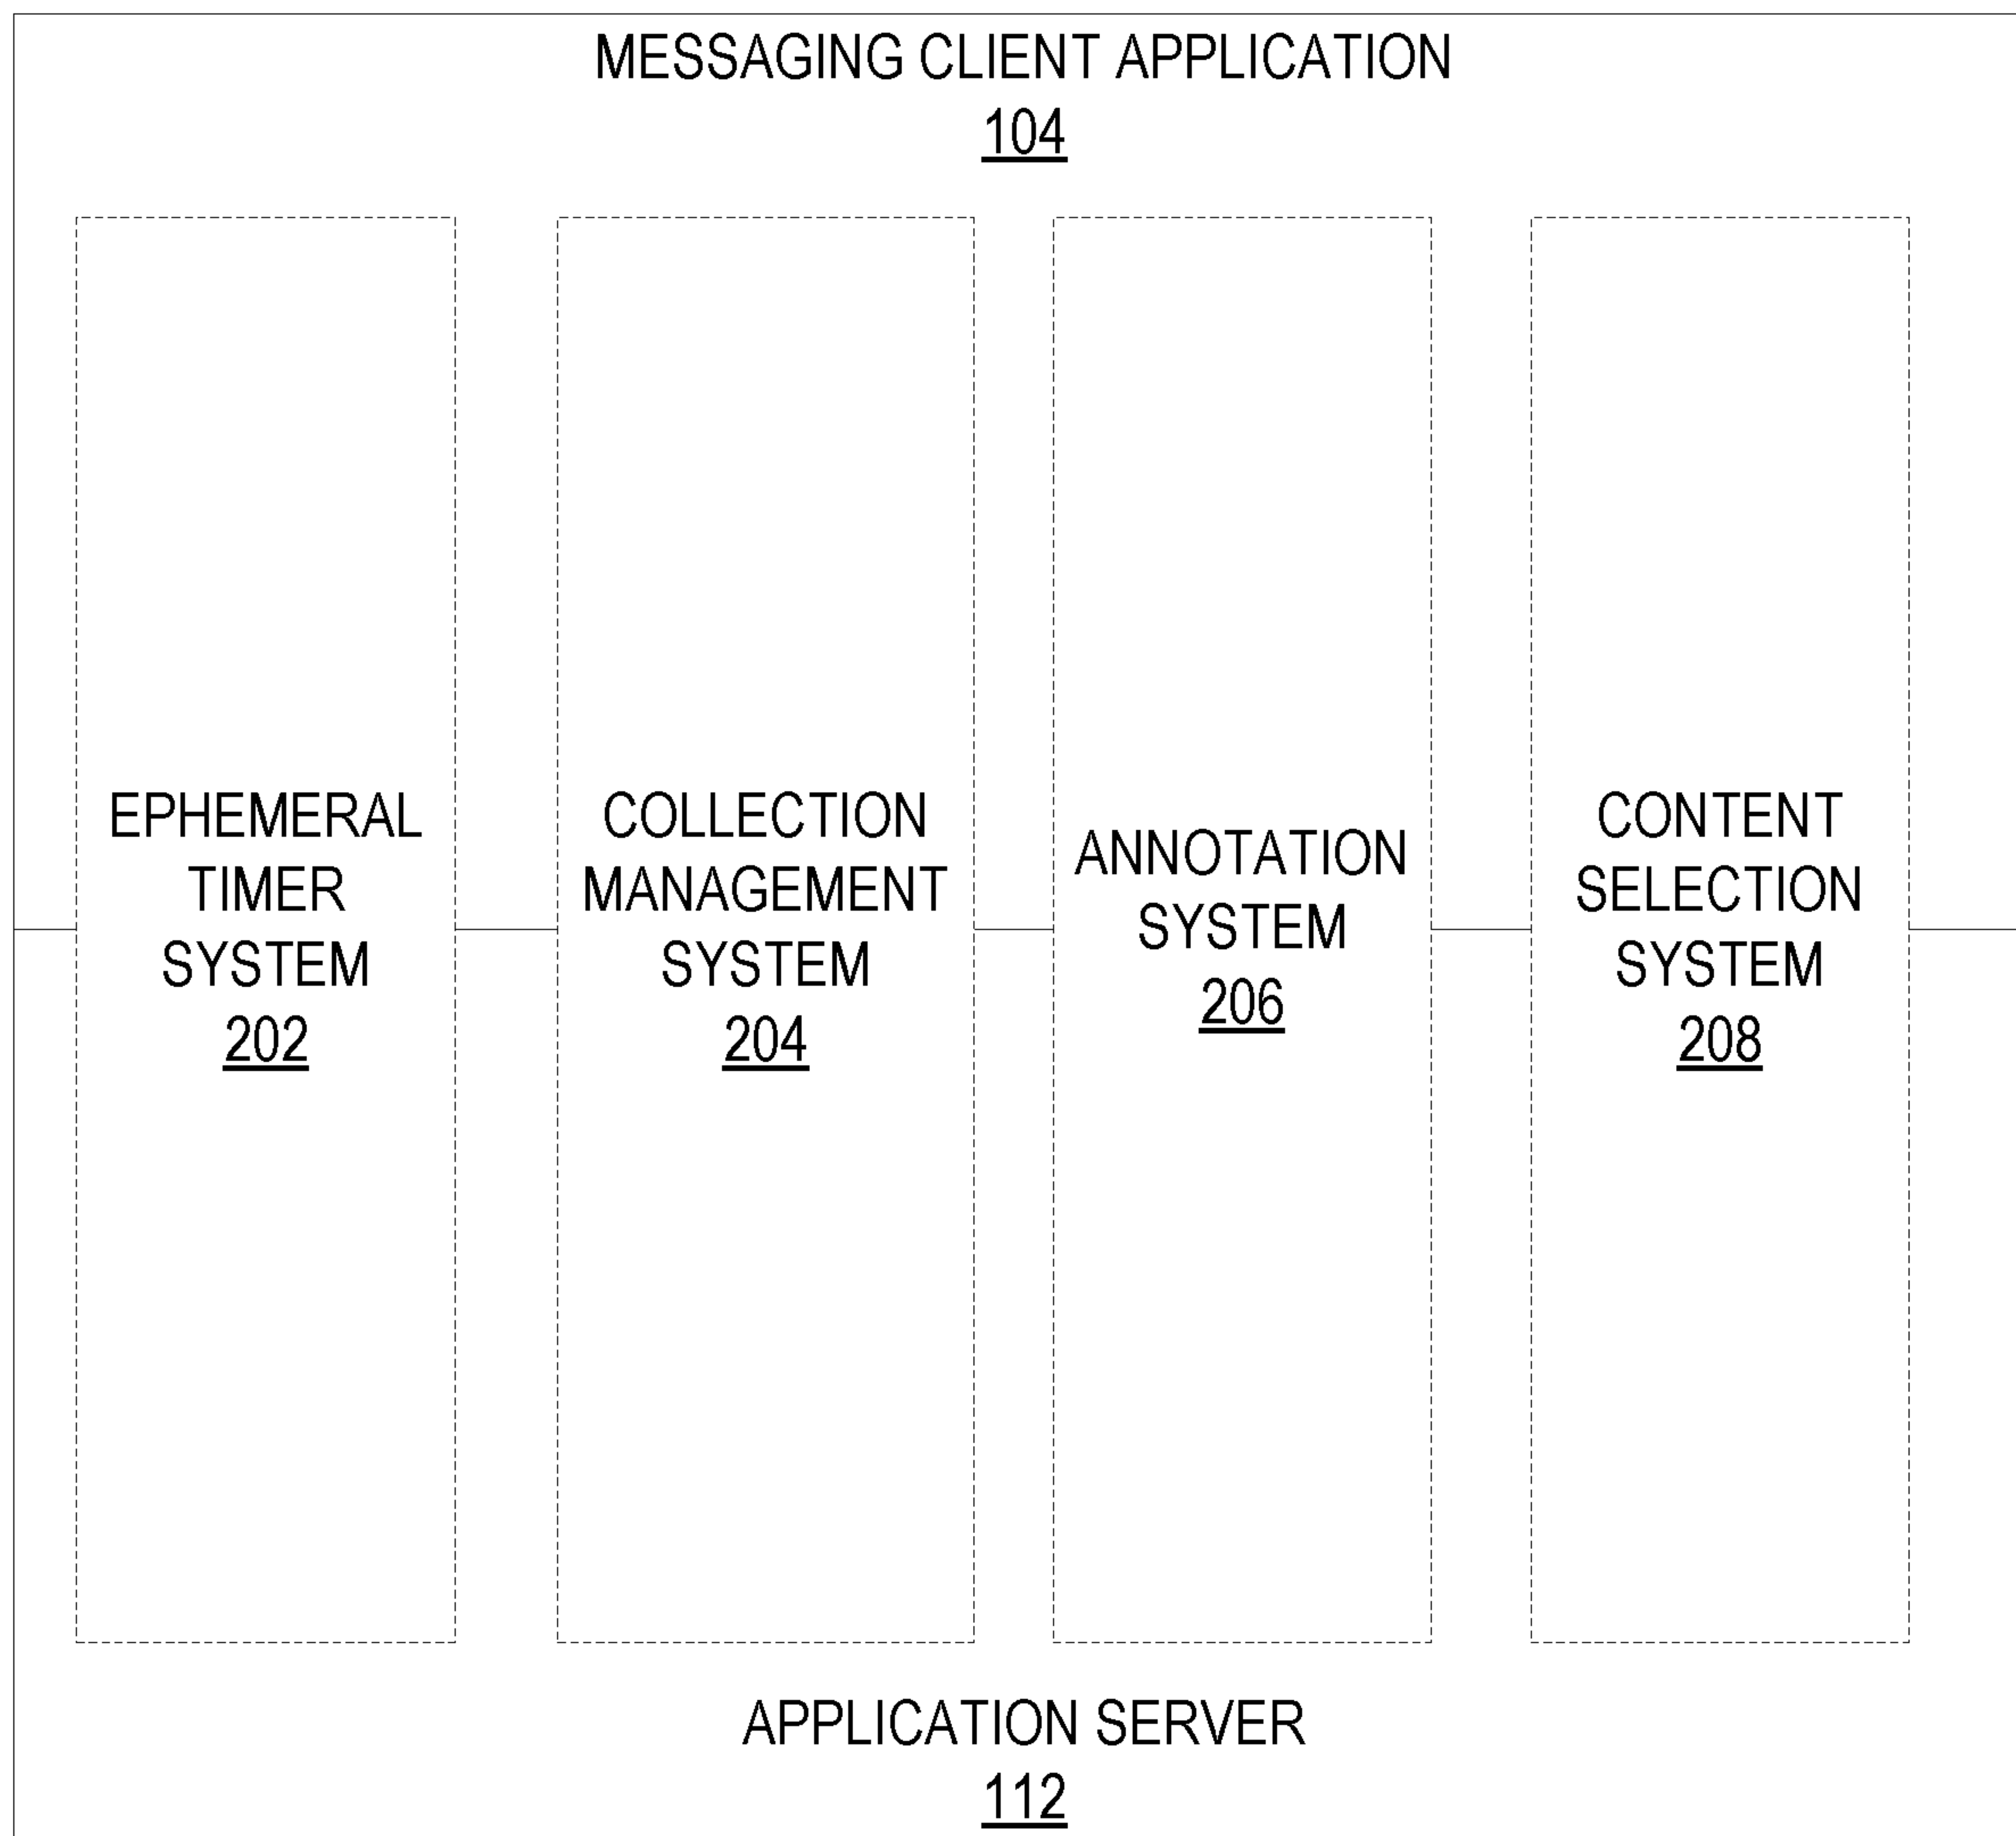 MESSAGING CLIENT APPLICATION
104
EPHEMERAL
TIMER
SYSTEM
202
COLLECTION
MANAGEMENT
SYSTEM
204
ANNOTATION
SYSTEM
206
CONTENT
SELECTION
SYSTEM
208
APPLICATION SERVER
112